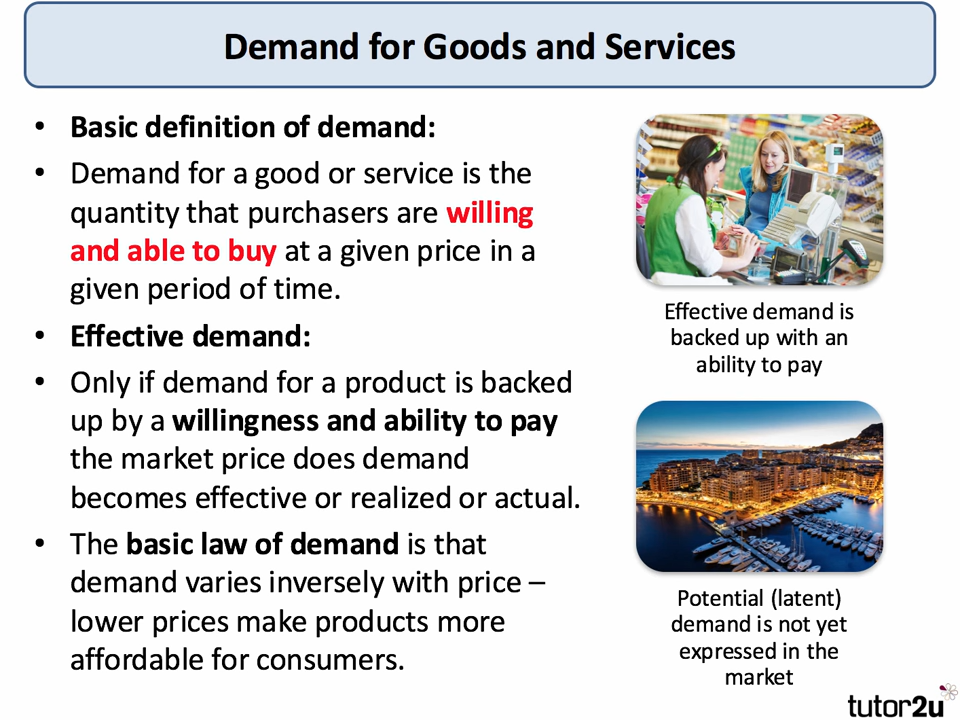 Demand for Goods and Services
• Basic definition of demand:
• Demand for a good or service is the
quantity that purchasers are willing
and able to buy at a given price in a
given period of time.
• Effective demand:
• Only if demand for a product is backed
up by a willingness and ability to pay
the market price does demand
becomes effective or realized or actual.
• The basic law of demand is that
demand varies inversely with price –
lower prices make products more
affordable for consumers.
Effective demand is
backed up with an
ability to pay
Potential (latent)
demand is not yet
expressed in the
market
tutor2u